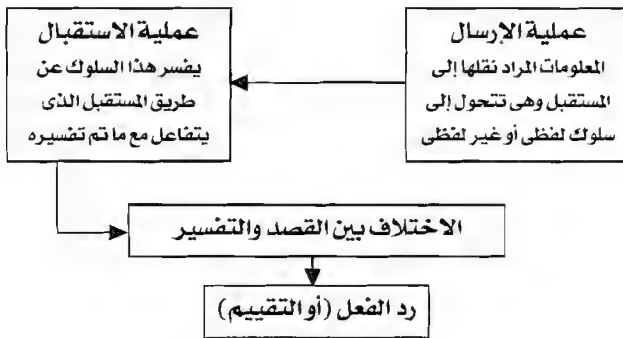 عملية الإرسال
المعلومات المراد نقلها إلى
المستقبل وهى تتحول إلى
سلوك لفظى أو غير لفظى
عملية الاستقبال
يفسر هذا السلوك عن
طريق المستقبل الذى
يتفاعل مع ما تم تفسيره
الاختلاف بين القصد والتفسير
رد الفعل (أو التقييم)